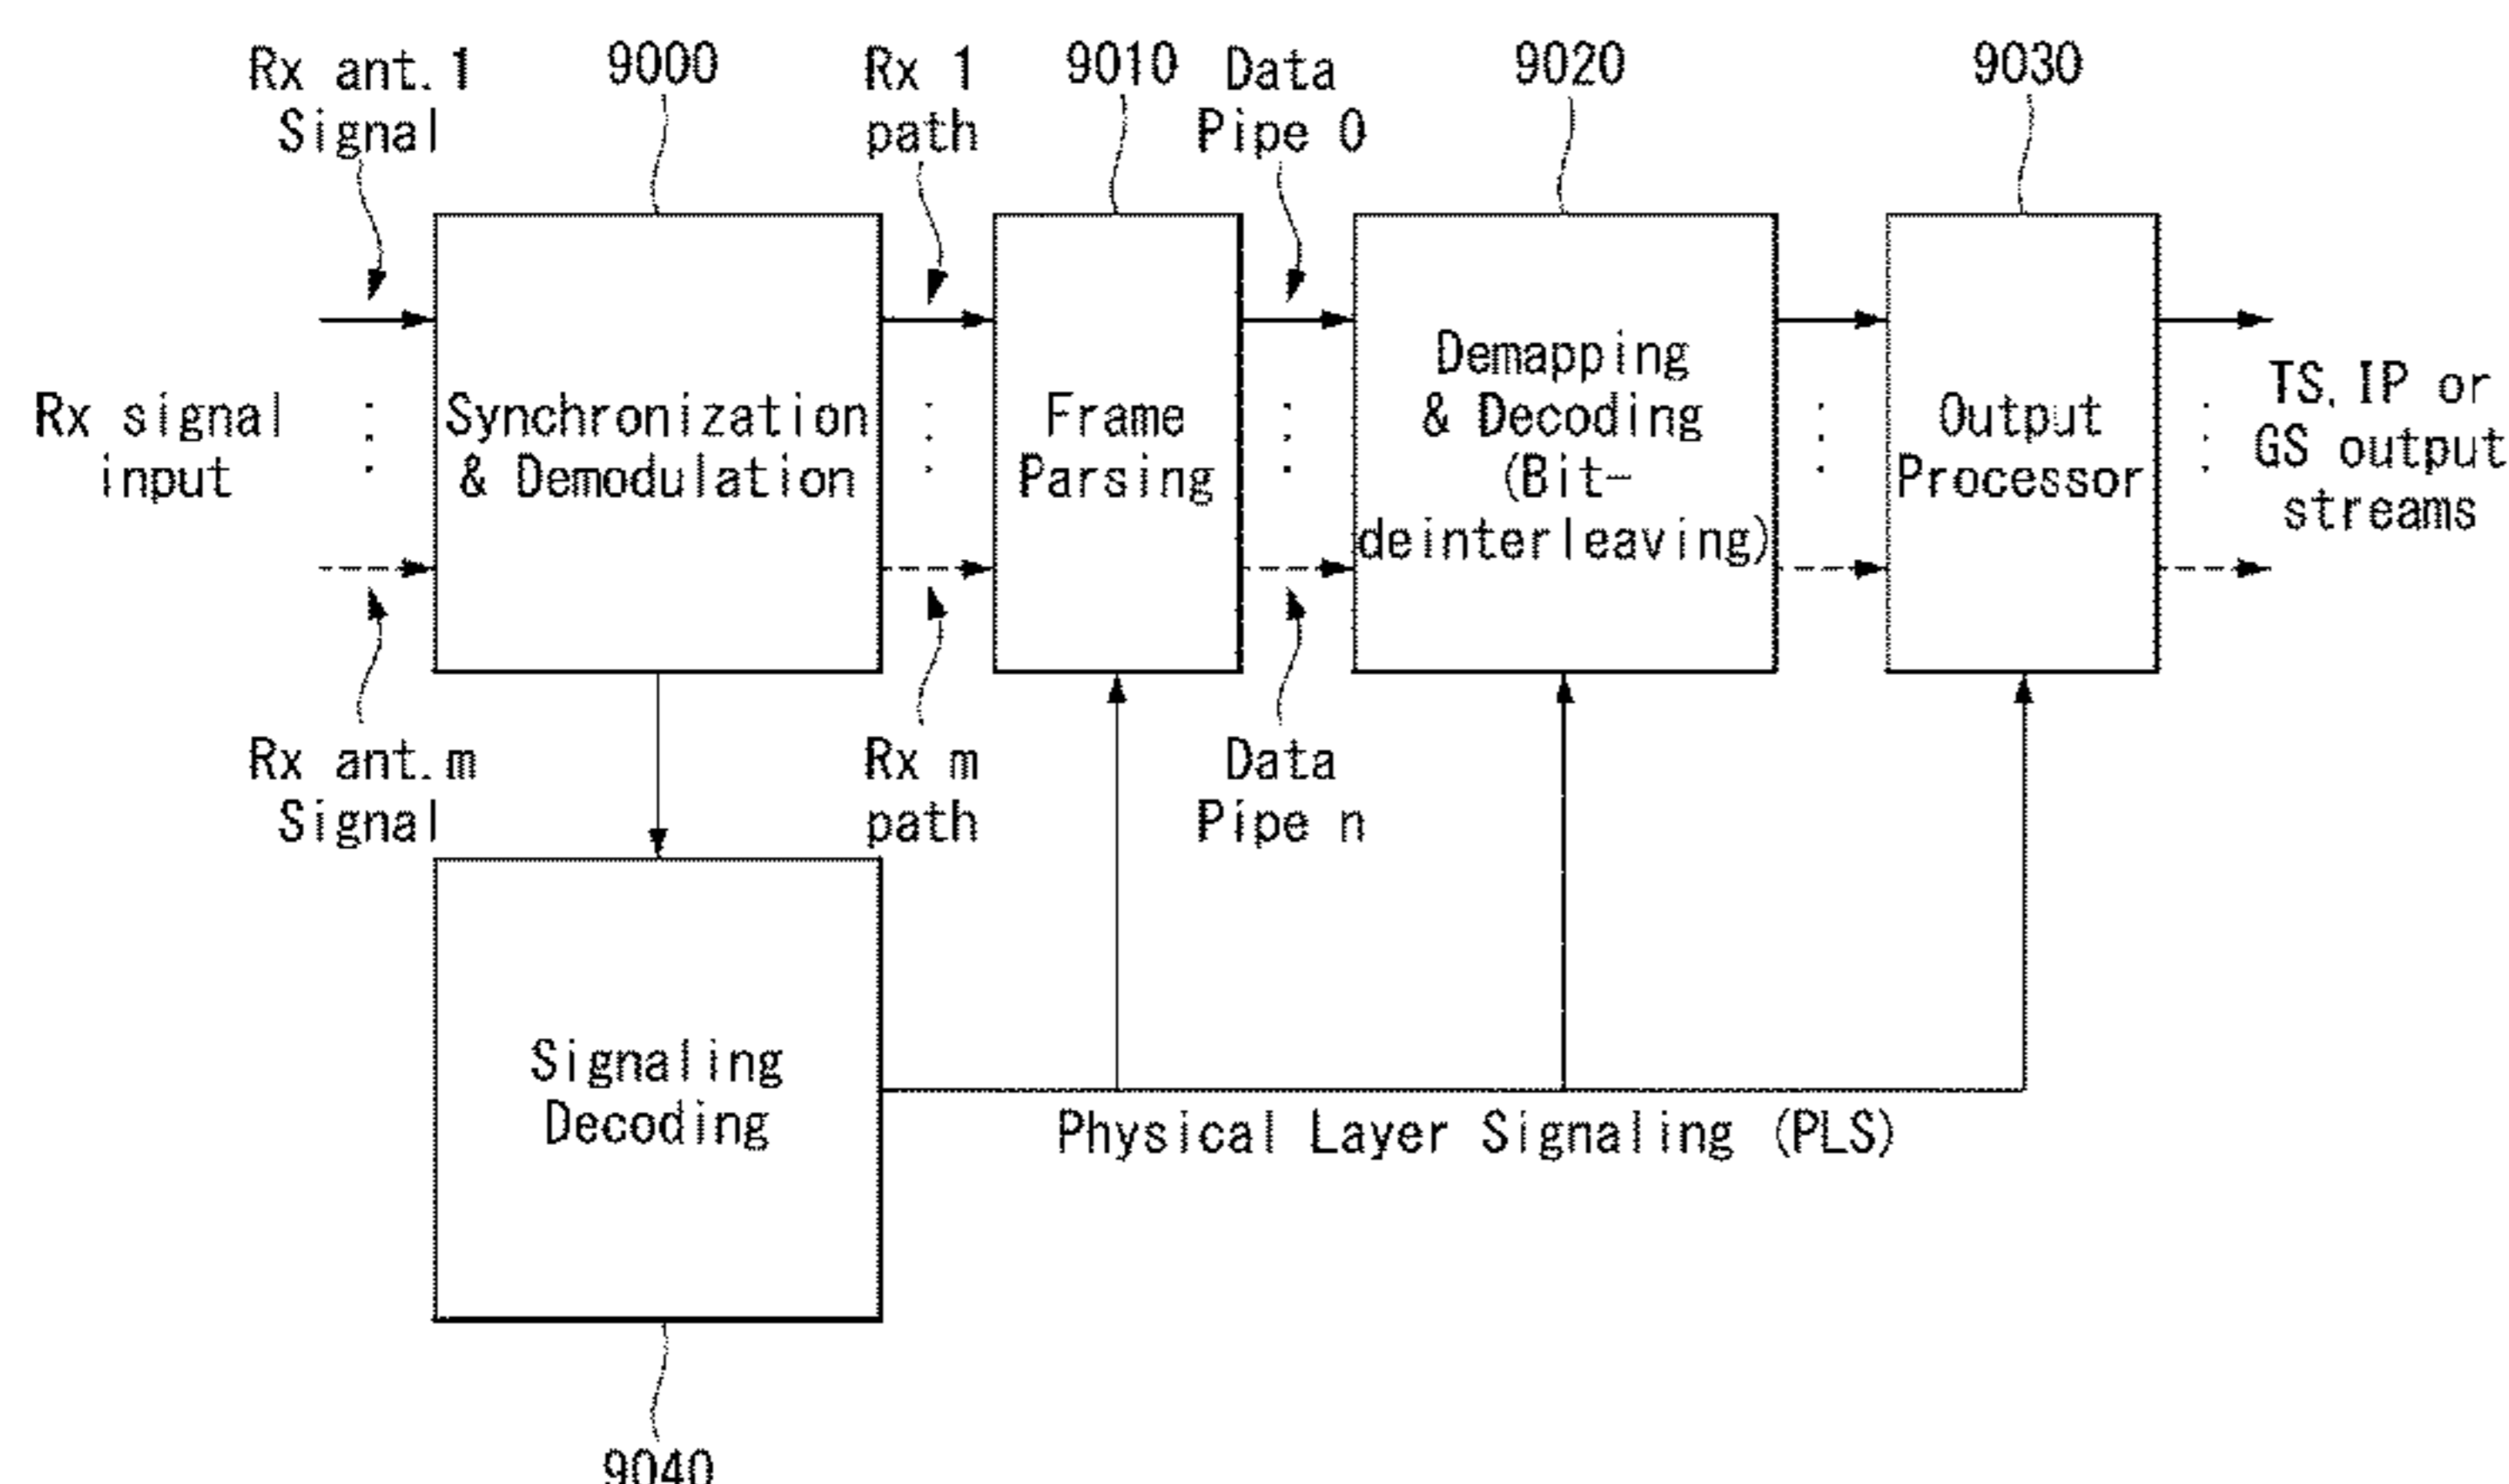 Rx ant.1
Signal
9000
Rx 1
path
9010
Data
Pipe 0
9020
9030
Rx signal
input
Synchronization
& Demodulation
Frame
Parsing
Demapping
& Decoding
(Bit-
deinterleaving)
Output
Processor
TS, IP or
GS output
streams
Rx ant.m
Signal
Rx m
path
Data
Pipe n
Signaling
Decoding
Physical Layer Signaling (PLS)
9040